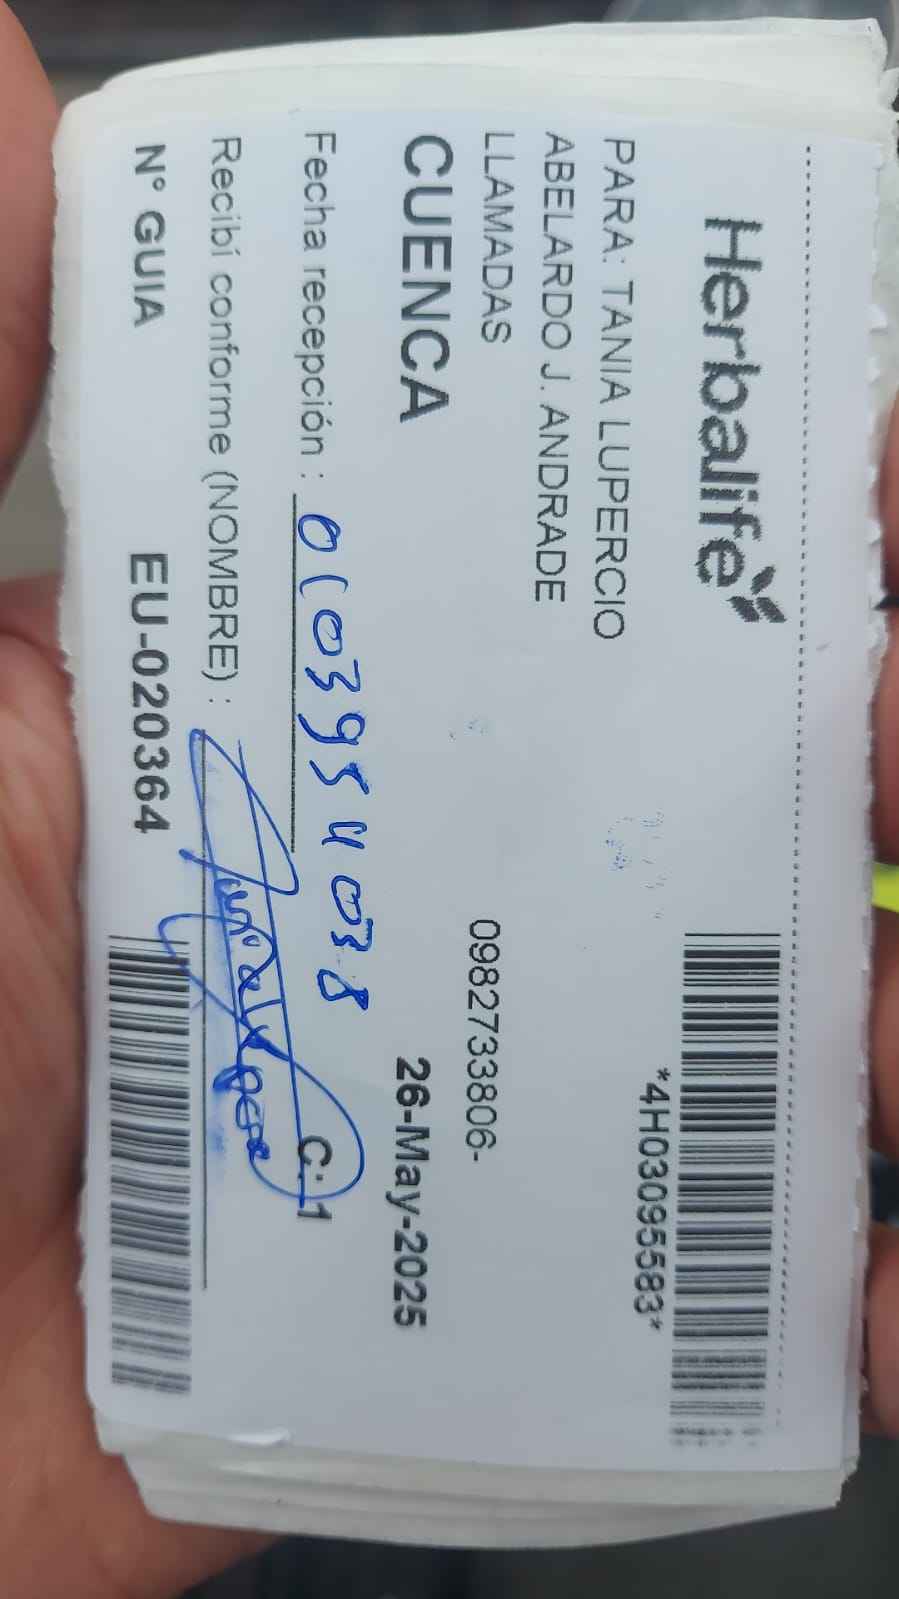 Herbalife
*4H03095583*
PARA: TANIA LUPERCIO
ABELARDO J. ANDRADE
LLAMADAS 0982733806-
CUENCA 26-May-2025
Fecha recepción : 0103954038 C: 1
Recibí conforme (NOMBRE) :
N° GUIA EU-020364